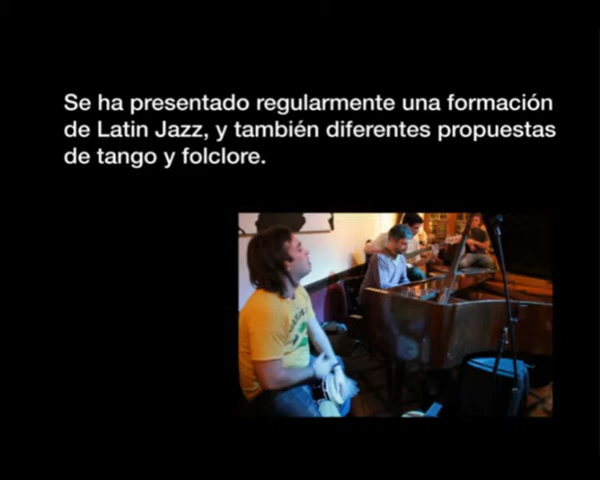 Se ha presentado regularmente una formación
de Latin Jazz, y también diferentes propuestas
de tango y folclore.